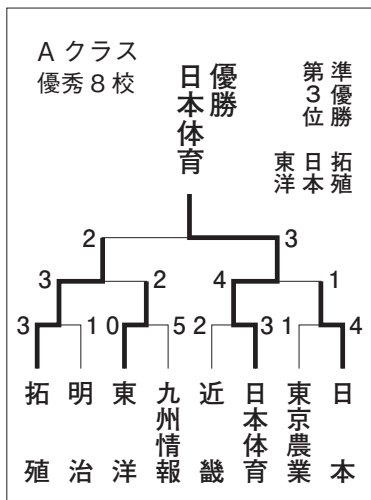 Aクラス
優秀8校
優勝
日本体育
準優勝 拓殖
第3位 日本
東洋
2 3
3 2 4 1
3 1 0 5 2 3 1 4
拓殖
明治
東洋
九州情報
近畿
日本体育
東京農業
日本